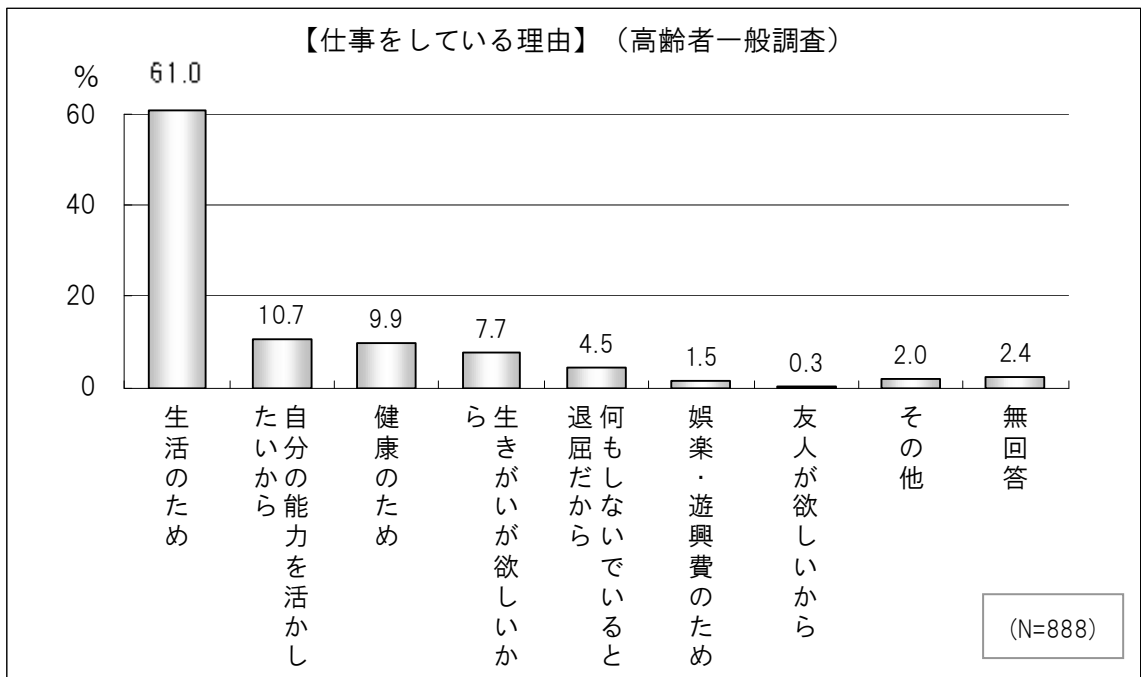 【仕事をしている理由】（高齢者一般調査）
%
61.0
60
40
20
0
10.7
9.9
7.7
4.5
1.5
0.3
2.0
2.4
生活のため
自分の能力を活かし
たいから
健康のため
生きがいが欲しいか
ら
何もしないでいると
退屈だから
娯楽・遊興費のため
友人が欲しいから
その他
無回答
(N=888)